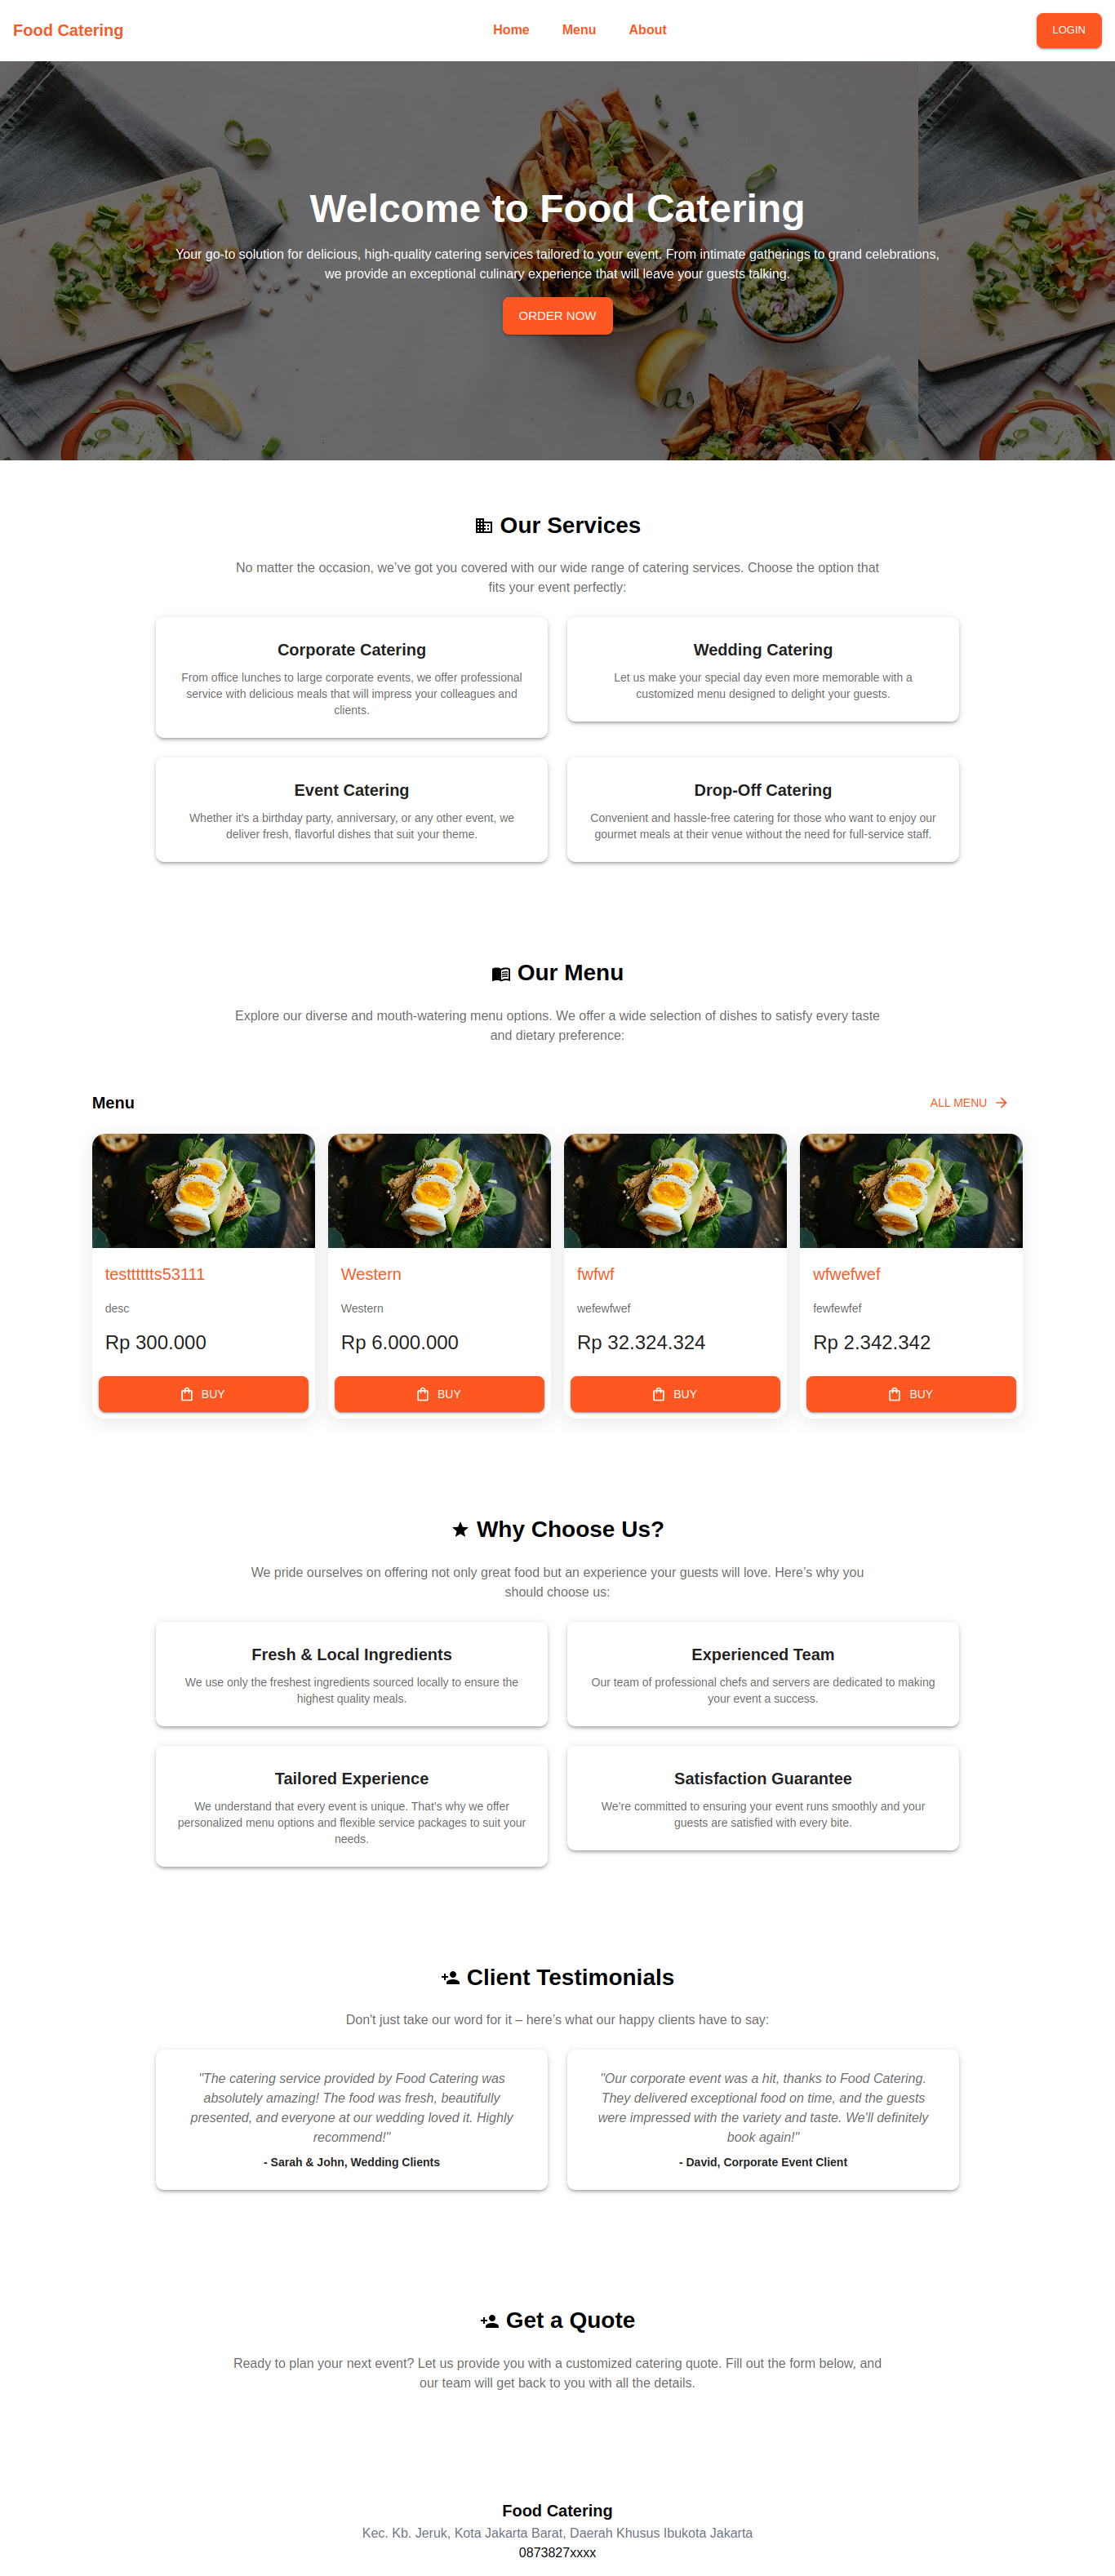 Food Catering
Home
Menu
About
LOGIN
Welcome to Food Catering
Your go-to solution for delicious, high-quality catering services tailored to your event. From intimate gatherings to grand celebrations,
we provide an exceptional culinary experience that will leave your guests talking.
ORDER NOW
Our Services
No matter the occasion, we’ve got you covered with our wide range of catering services. Choose the option that
fits your event perfectly:
Corporate Catering
From office lunches to large corporate events, we offer professional
service with delicious meals that will impress your colleagues and
clients.
Wedding Catering
Let us make your special day even more memorable with a
customized menu designed to delight your guests.
Event Catering
Whether it’s a birthday party, anniversary, or any other event, we
deliver fresh, flavorful dishes that suit your theme.
Drop-Off Catering
Convenient and hassle-free catering for those who want to enjoy our
gourmet meals at their venue without the need for full-service staff.
Our Menu
Explore our diverse and mouth-watering menu options. We offer a wide selection of dishes to satisfy every taste
and dietary preference:
Menu
ALL MENU
testttttts53111
desc
Rp 300.000
BUY
Western
Western
Rp 6.000.000
BUY
fwfwf
wefewfwef
Rp 32.324.324
BUY
wfwefwef
fewfewfef
Rp 2.342.342
BUY
Why Choose Us?
We pride ourselves on offering not only great food but an experience your guests will love. Here’s why you
should choose us:
Fresh & Local Ingredients
We use only the freshest ingredients sourced locally to ensure the
highest quality meals.
Experienced Team
Our team of professional chefs and servers are dedicated to making
your event a success.
Tailored Experience
We understand that every event is unique. That’s why we offer
personalized menu options and flexible service packages to suit your
needs.
Satisfaction Guarantee
We’re committed to ensuring your event runs smoothly and your
guests are satisfied with every bite.
Client Testimonials
Don't just take our word for it – here’s what our happy clients have to say:
"The catering service provided by Food Catering was
absolutely amazing! The food was fresh, beautifully
presented, and everyone at our wedding loved it. Highly
recommend!"
- Sarah & John, Wedding Clients
"Our corporate event was a hit, thanks to Food Catering.
They delivered exceptional food on time, and the guests
were impressed with the variety and taste. We'll definitely
book again!"
- David, Corporate Event Client
Get a Quote
Ready to plan your next event? Let us provide you with a customized catering quote. Fill out the form below, and
our team will get back to you with all the details.
Food Catering
Kec. Kb. Jeruk, Kota Jakarta Barat, Daerah Khusus Ibukota Jakarta
0873827xxxx